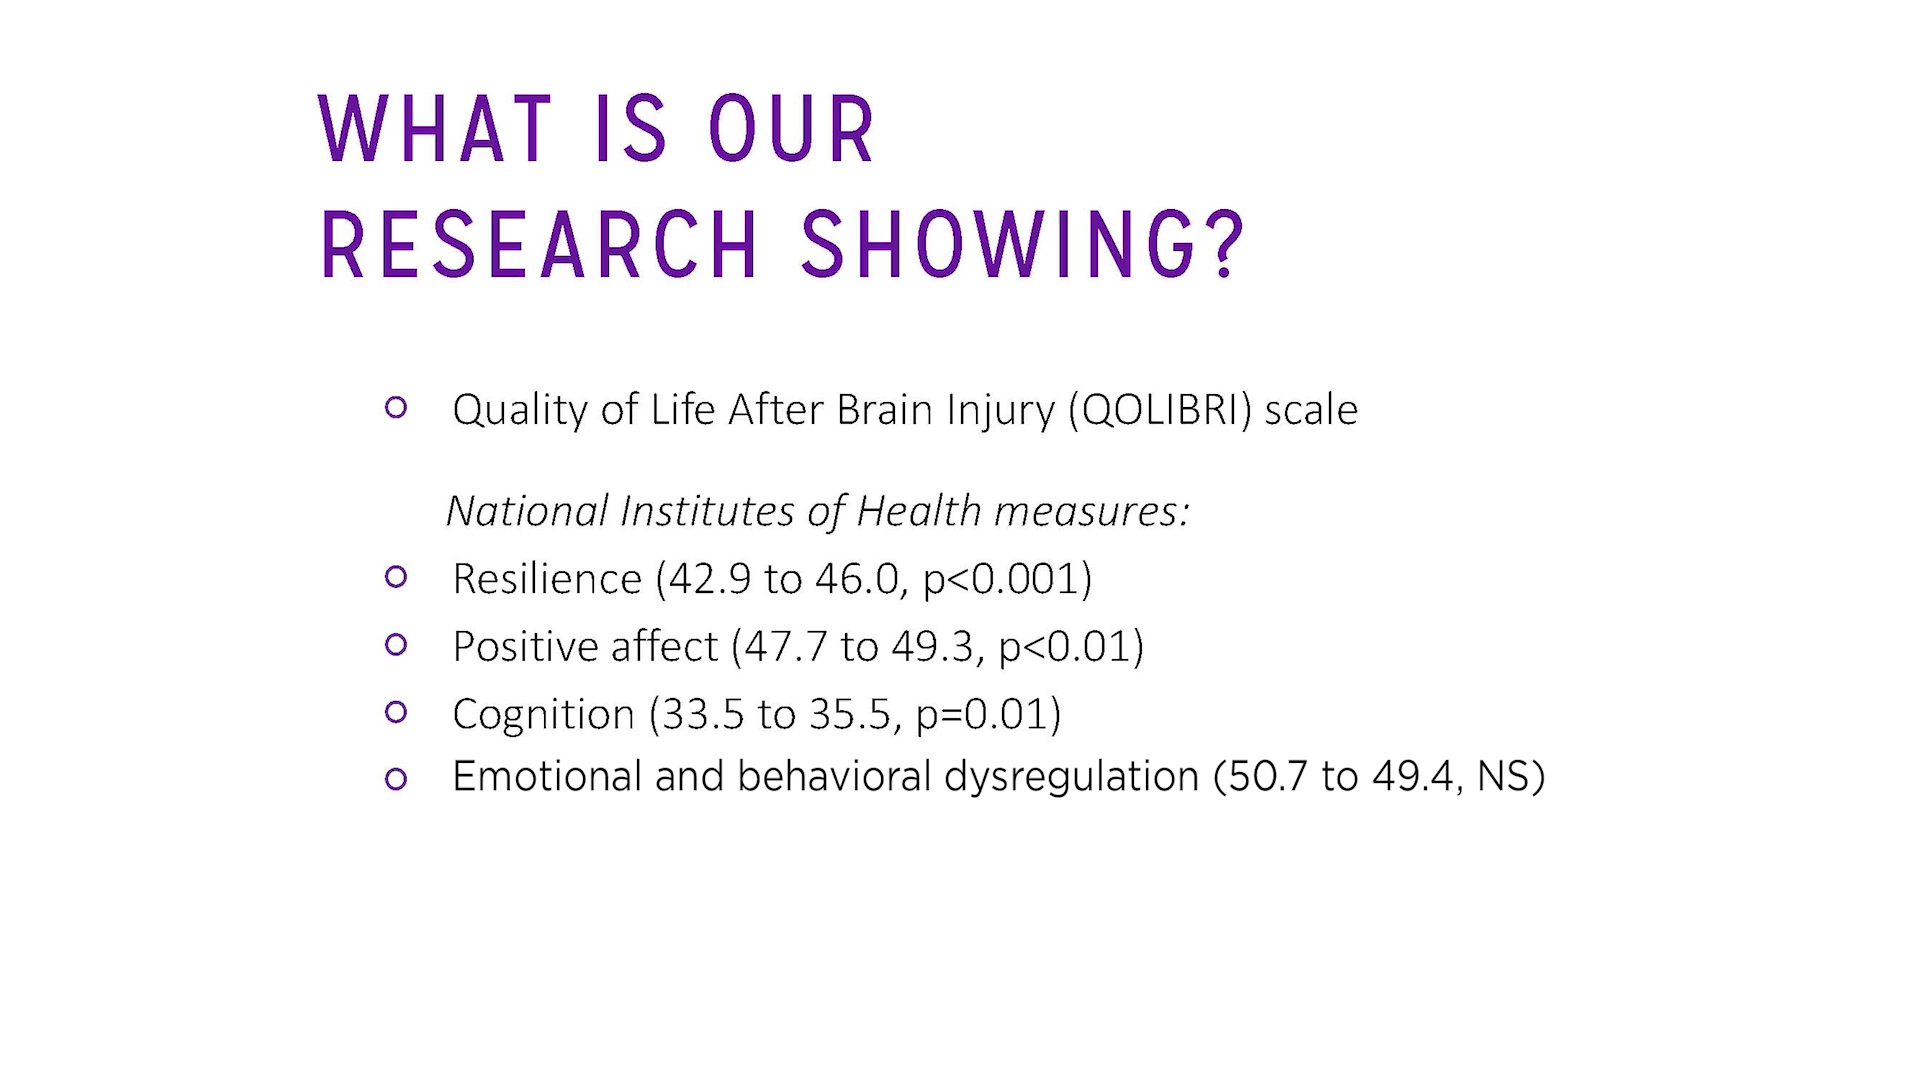 WHAT IS OUR
RESEARCH SHOWING?
Quality of Life After Brain Injury (QOLIBRI) scale
National Institutes of Health measures:
Resilience (42.9 to 46.0, p<0.001)
Positive affect (47.7 to 49.3, p<0.01)
Cognition (33.5 to 35.5, p=0.01)
Emotional and behavioral dysregulation (50.7 to 49.4, NS)